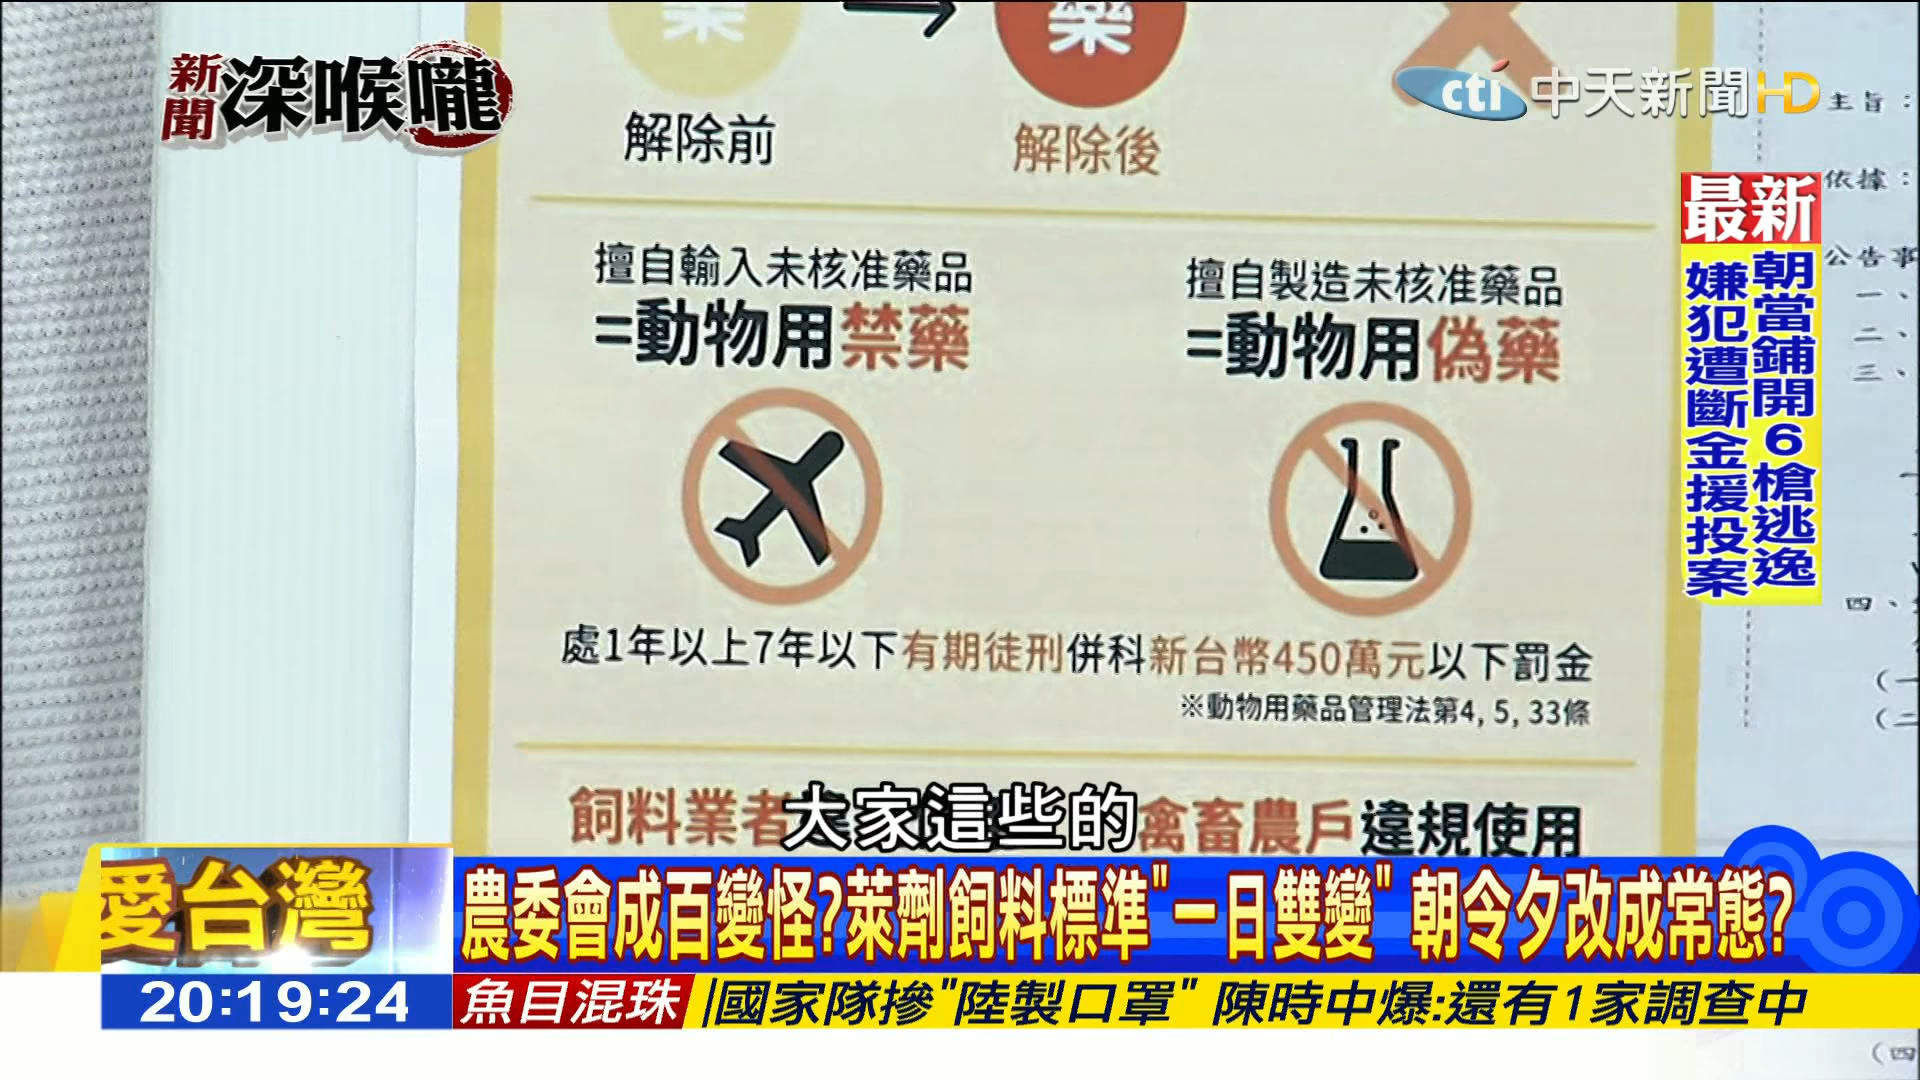 新聞深喉嚨
cti 中天新聞HD
藥 → 藥
解除前
解除後
擅自輸入未核准藥品
=動物用禁藥
擅自製造未核准藥品
=動物用偽藥
處1年以上7年以下有期徒刑併科新台幣450萬元以下罰金
※動物用藥品管理法第4, 5, 33條
飼料業者
禽畜農戶違規使用
主旨：
依據：
公告事
一、
二、
三、
四、
(一
(二
(四
最新
朝當鋪開6槍逃逸
嫌犯遭斷金援投案
大家這些的
愛台灣
農委會成百變怪?萊劑飼料標準"一日雙變" 朝令夕改成常態?
20:19:24
魚目混珠
|國家隊摻"陸製口罩" 陳時中爆:還有1家調查中